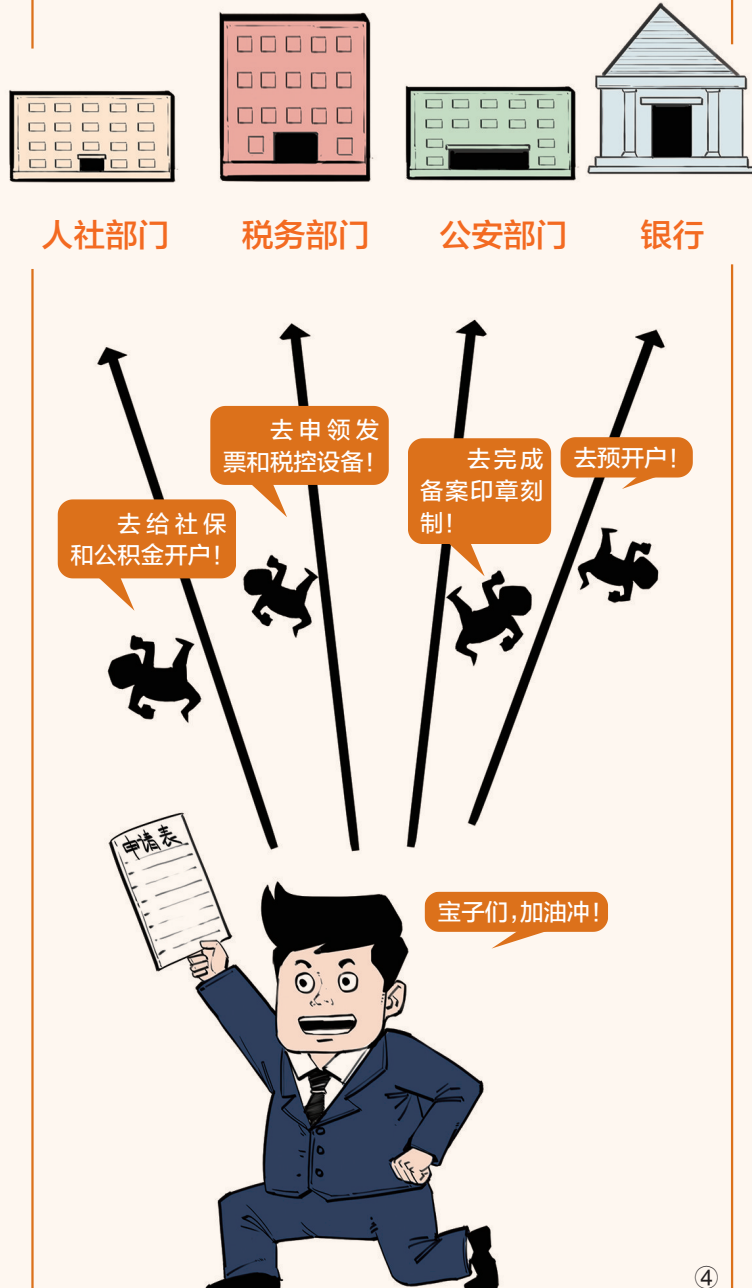 人社部门 税务部门 公安部门 银行
去申领发
票和税控设备！
去完成
备案印章刻
制！
去预开户！
去给社保
和公积金开户！
申请表
宝子们，加油冲！
④